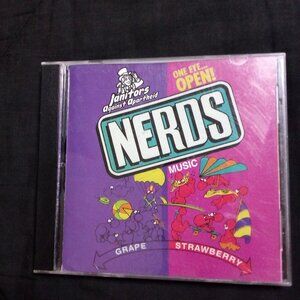 Janitors
against apartheid
ONE EYE...
OPEN!
NERDS
MUSIC
GRAPE
STRAWBERRY